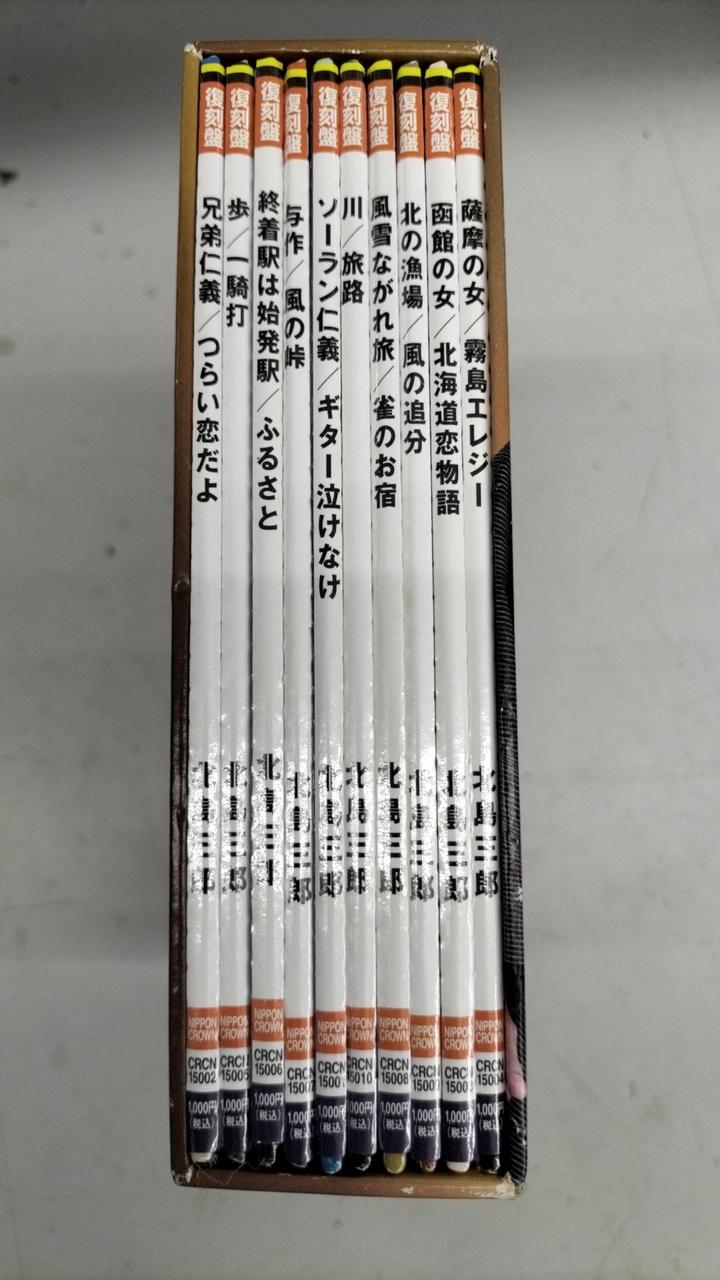 復刻盤
兄弟仁義／つらい恋だよ
北島三郎
NIPPON
CROWN
CRCN
15002
1,000円
(税込)
復刻盤
歩／一騎打
北島三郎
NIPPON
CROWN
CRCN
15005
1,000円
(税込)
復刻盤
終着駅は始発駅／ふるさと
北島三郎
NIPPON
CROWN
CRCN
15006
1,000円
(税込)
復刻盤
与作／風の峠
北島三郎
NIPPON
CROWN
CRCN
15007
1,000円
(税込)
復刻盤
ソーラン仁義／ギター泣けなけ
北島三郎
NIPPON
CROWN
CRCN
15001
1,000円
(税込)
復刻盤
川／旅路
北島三郎
NIPPON
CROWN
CRCN
15010
1,000円
(税込)
復刻盤
風雪ながれ旅／雀のお宿
北島三郎
NIPPON
CROWN
CRCN
15008
1,000円
(税込)
復刻盤
北の漁場／風の追分
北島三郎
NIPPON
CROWN
CRCN
15009
1,000円
(税込)
復刻盤
函館の女／北海道恋物語
北島三郎
NIPPON
CROWN
CRCN
15003
1,000円
(税込)
復刻盤
薩摩の女／霧島エレジー
北島三郎
NIPPON
CROWN
CRCN
15004
1,000円
(税込)